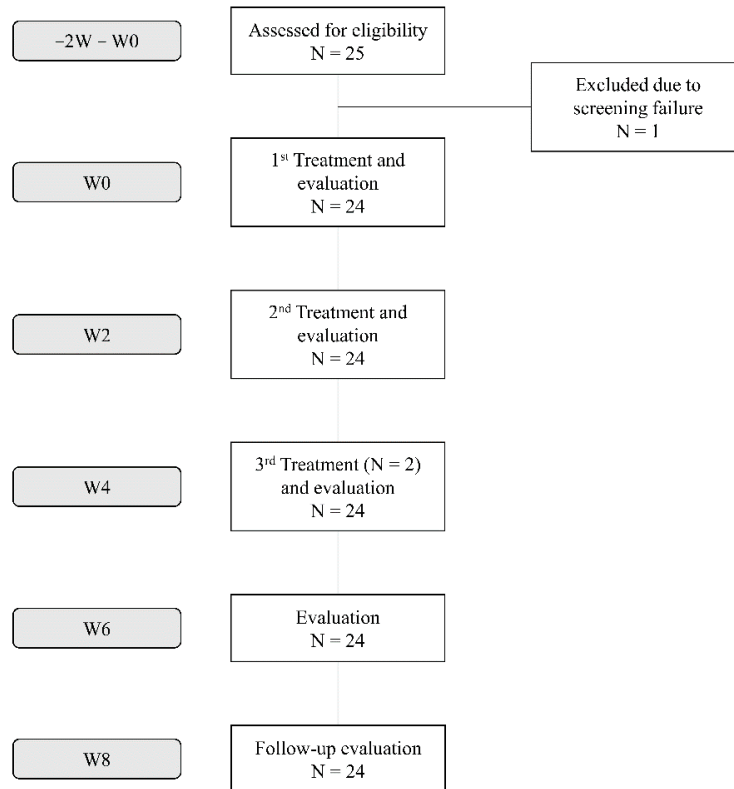 −2W – W0
Assessed for eligibility
N = 25
Excluded due to
screening failure
N = 1
W0
1st Treatment and
evaluation
N = 24
W2
2nd Treatment and
evaluation
N = 24
W4
3rd Treatment (N = 2)
and evaluation
N = 24
W6
Evaluation
N = 24
W8
Follow-up evaluation
N = 24